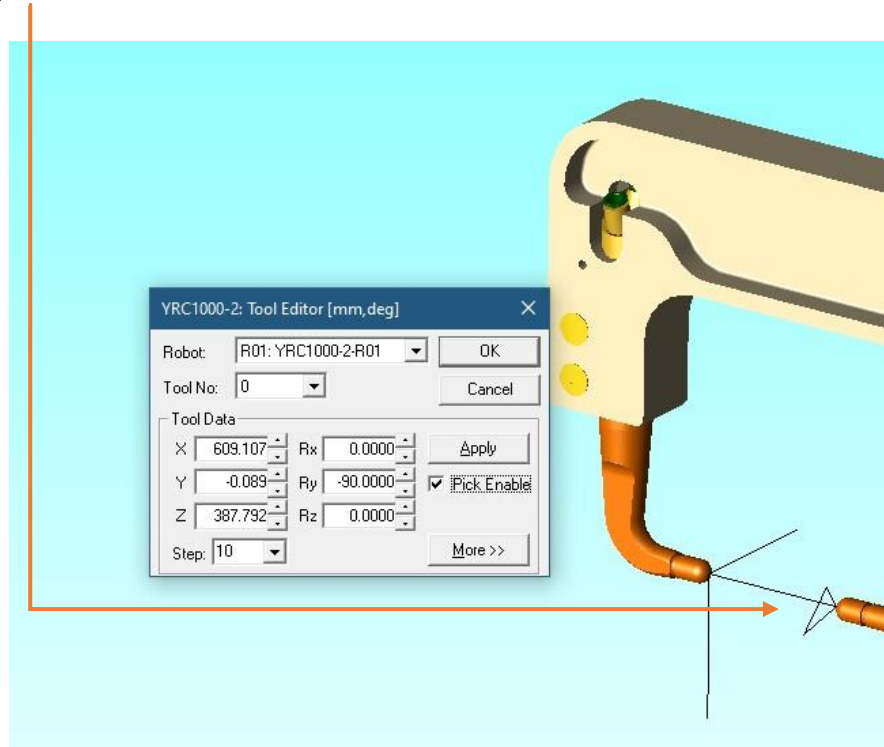 YRC1000-2: Tool Editor [mm,deg]
Robot: R01: YRC1000-2-R01 OK
Tool No: 0 Cancel
Tool Data
X 609.107 Rx 0.0000 Apply
Y -0.089 Ry -90.0000 Pick Enable
Z 387.792 Rz 0.0000
Step: 10 More >>